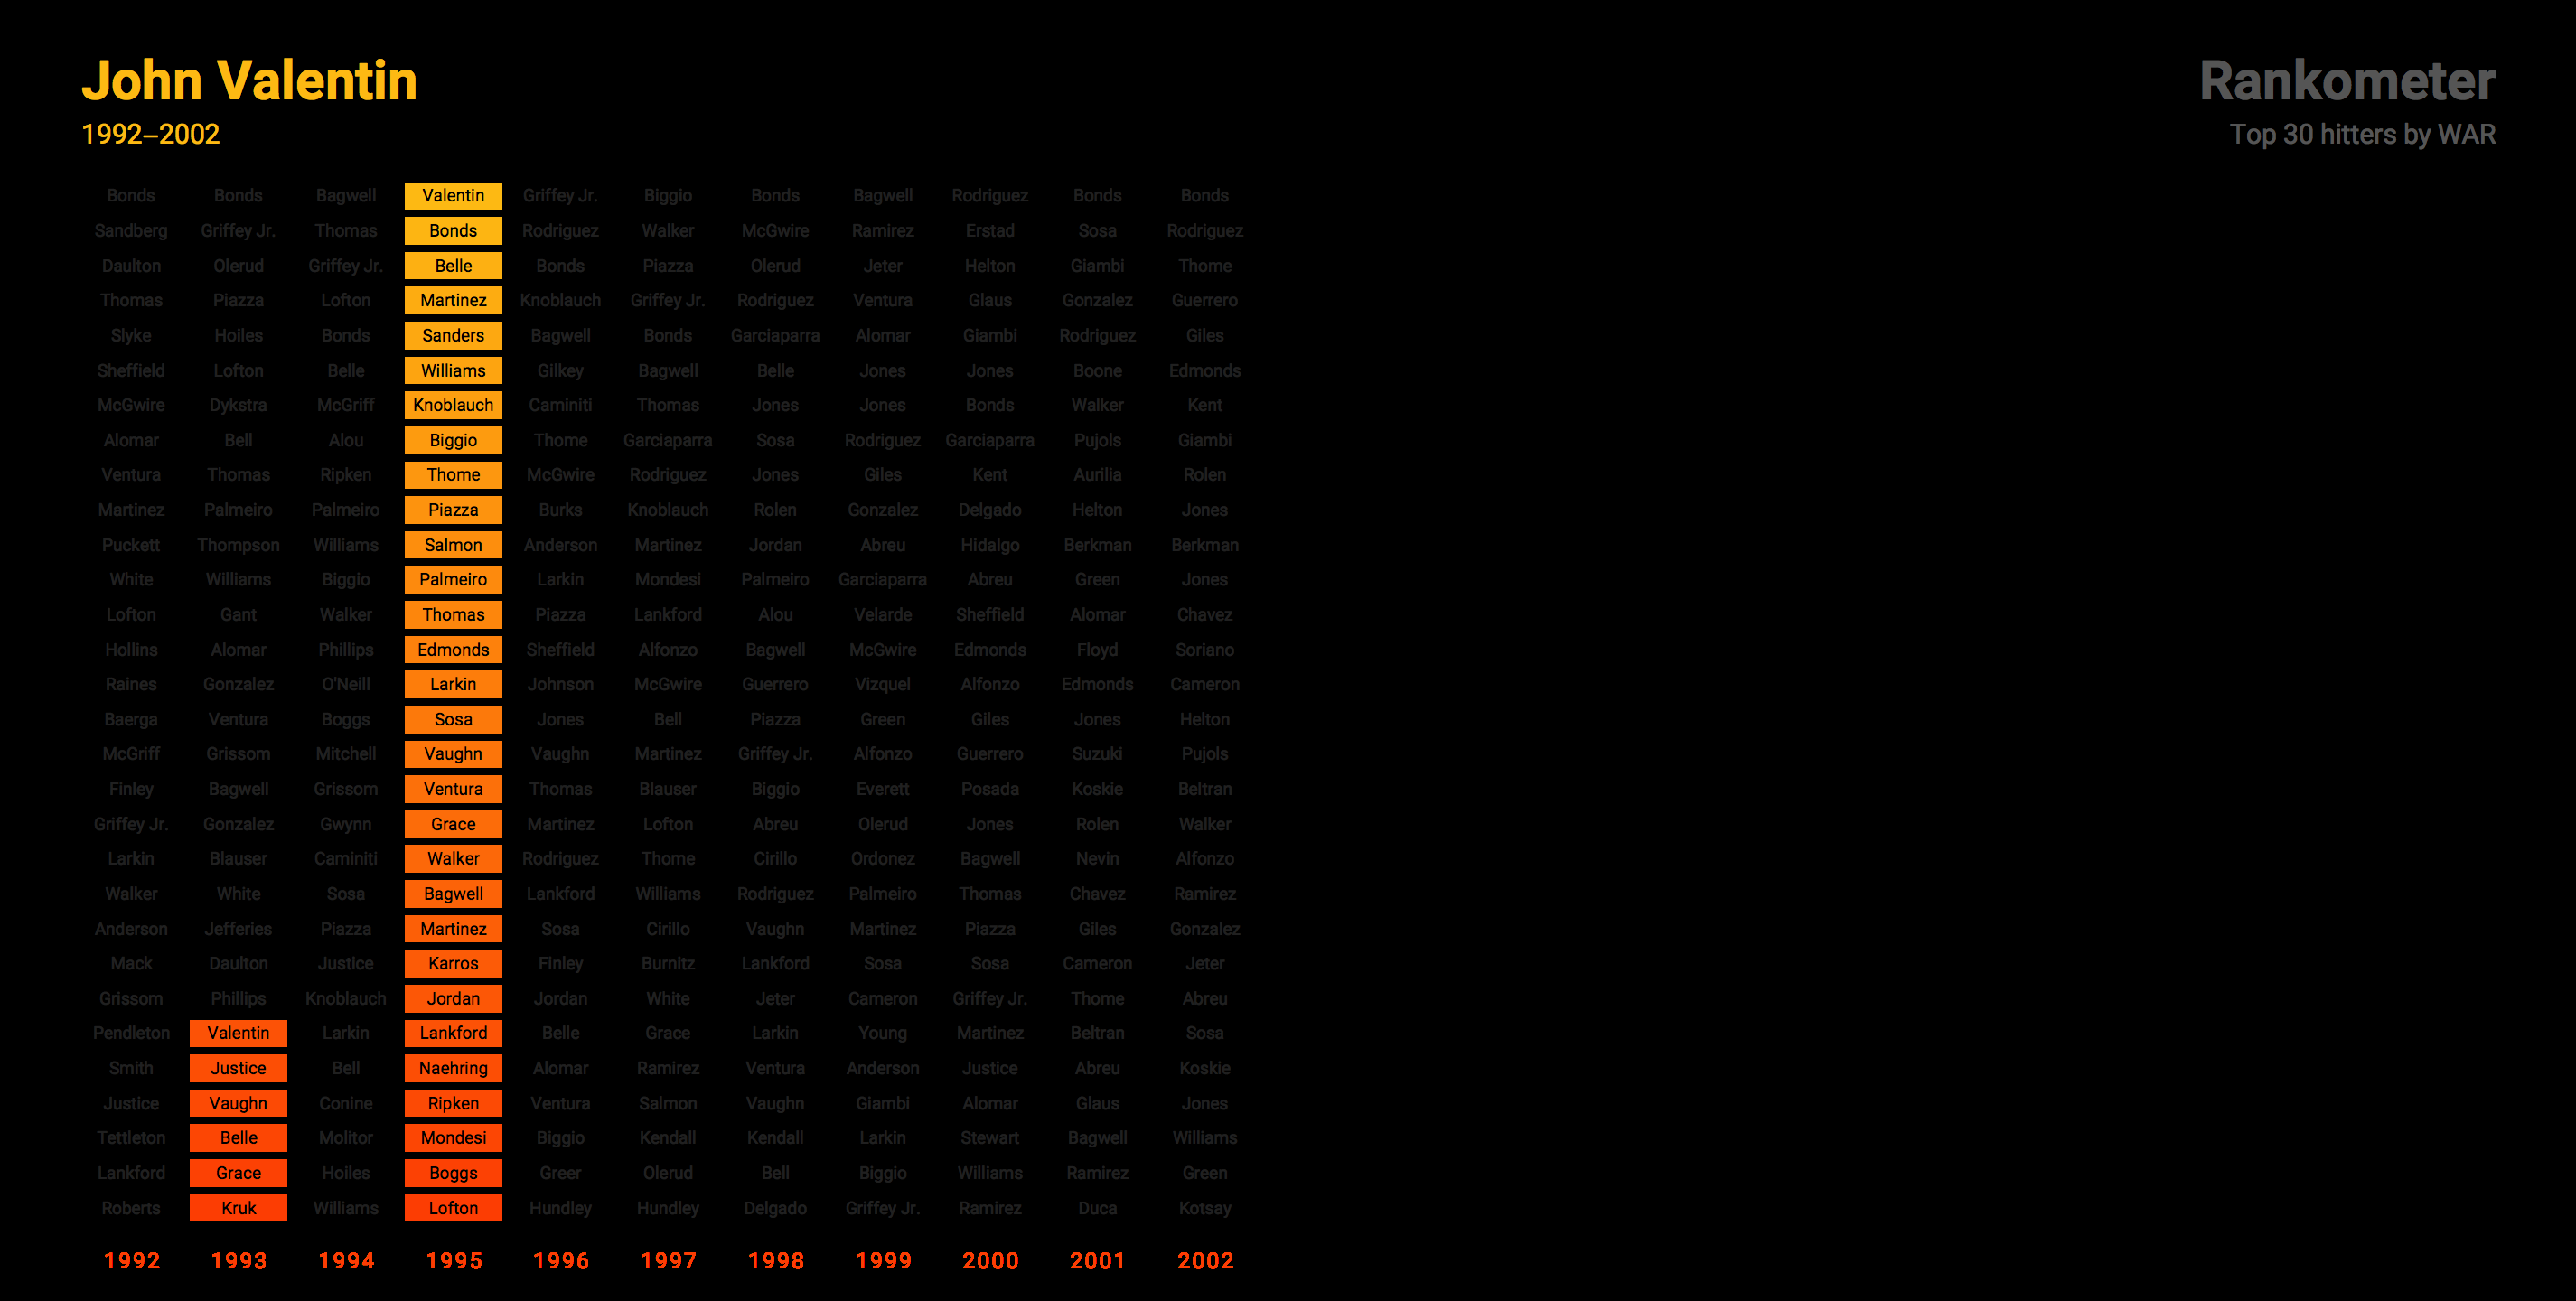 John Valentin
Rankometer
1992–2002
Top 30 hitters by WAR
Bonds Bonds Bagwell Valentin Griffey Jr. Biggio Bonds Bagwell Rodriguez Bonds Bonds
Sandberg Griffey Jr. Thomas Bonds Rodriguez Walker McGwire Ramirez Erstad Sosa Rodriguez
Daulton Olerud Griffey Jr. Belle Bonds Piazza Olerud Jeter Helton Giambi Thome
Thomas Piazza Lofton Martinez Knoblauch Griffey Jr. Rodriguez Ventura Glaus Gonzalez Guerrero
Slyke Hoiles Bonds Sanders Bagwell Bonds Garciaparra Alomar Giambi Rodriguez Giles
Sheffield Lofton Belle Williams Gilkey Bagwell Belle Jones Jones Boone Edmonds
McGwire Dykstra McGriff Knoblauch Caminiti Thomas Jones Jones Bonds Walker Kent
Alomar Bell Alou Biggio Thome Garciaparra Sosa Rodriguez Garciaparra Pujols Giambi
Ventura Thomas Ripken Thome McGwire Rodriguez Jones Giles Kent Aurilia Rolen
Martinez Palmeiro Palmeiro Piazza Burks Knoblauch Rolen Gonzalez Delgado Helton Jones
Puckett Thompson Williams Salmon Anderson Martinez Jordan Abreu Hidalgo Berkman Berkman
White Williams Biggio Palmeiro Larkin Mondesi Palmeiro Garciaparra Abreu Green Jones
Lofton Gant Walker Thomas Piazza Lankford Alou Velarde Sheffield Alomar Chavez
Hollins Alomar Phillips Edmonds Sheffield Alfonzo Bagwell McGwire Edmonds Floyd Soriano
Raines Gonzalez O'Neill Larkin Johnson McGwire Guerrero Vizquel Alfonzo Edmonds Cameron
Baerga Ventura Boggs Sosa Jones Bell Piazza Green Giles Jones Helton
McGriff Grissom Mitchell Vaughn Vaughn Martinez Griffey Jr. Alfonzo Guerrero Suzuki Pujols
Finley Bagwell Grissom Ventura Thomas Blauser Biggio Everett Posada Koskie Beltran
Griffey Jr. Gonzalez Gwynn Grace Martinez Lofton Abreu Olerud Jones Rolen Walker
Larkin Blauser Caminiti Walker Rodriguez Thome Cirillo Ordonez Bagwell Nevin Alfonzo
Walker White Sosa Bagwell Lankford Williams Rodriguez Palmeiro Thomas Chavez Ramirez
Anderson Jefferies Piazza Martinez Sosa Cirillo Vaughn Martinez Piazza Giles Gonzalez
Mack Daulton Justice Karros Finley Burnitz Lankford Sosa Sosa Cameron Jeter
Grissom Phillips Knoblauch Jordan Jordan White Jeter Cameron Griffey Jr. Thome Abreu
Pendleton Valentin Larkin Lankford Belle Grace Larkin Young Martinez Beltran Sosa
Smith Justice Bell Naehring Alomar Ramirez Ventura Anderson Justice Abreu Koskie
Justice Vaughn Conine Ripken Ventura Salmon Vaughn Giambi Alomar Glaus Jones
Tettleton Belle Molitor Mondesi Biggio Kendall Kendall Larkin Stewart Bagwell Williams
Lankford Grace Hoiles Boggs Greer Olerud Bell Biggio Williams Ramirez Green
Roberts Kruk Williams Lofton Hundley Hundley Delgado Griffey Jr. Ramirez Duca Kotsay
1992 1993 1994 1995 1996 1997 1998 1999 2000 2001 2002